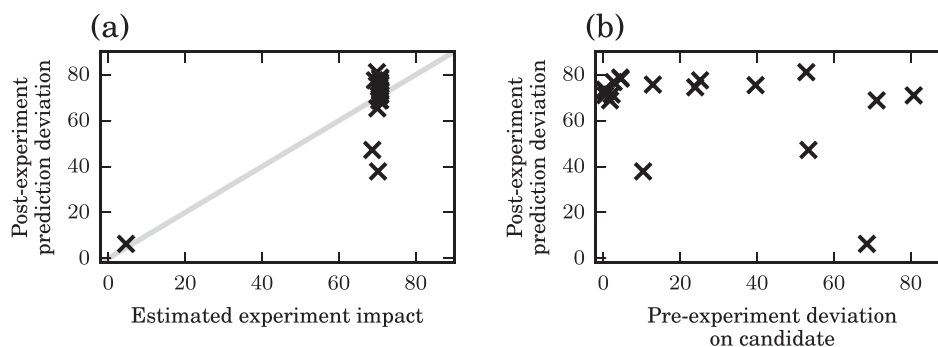 (a)
Post-experiment
prediction deviation
80
60
40
20
0
0 20 40 60 80
Estimated experiment impact
(b)
Post-experiment
prediction deviation
80
60
40
20
0
0 20 40 60 80
Pre-experiment deviation
on candidate